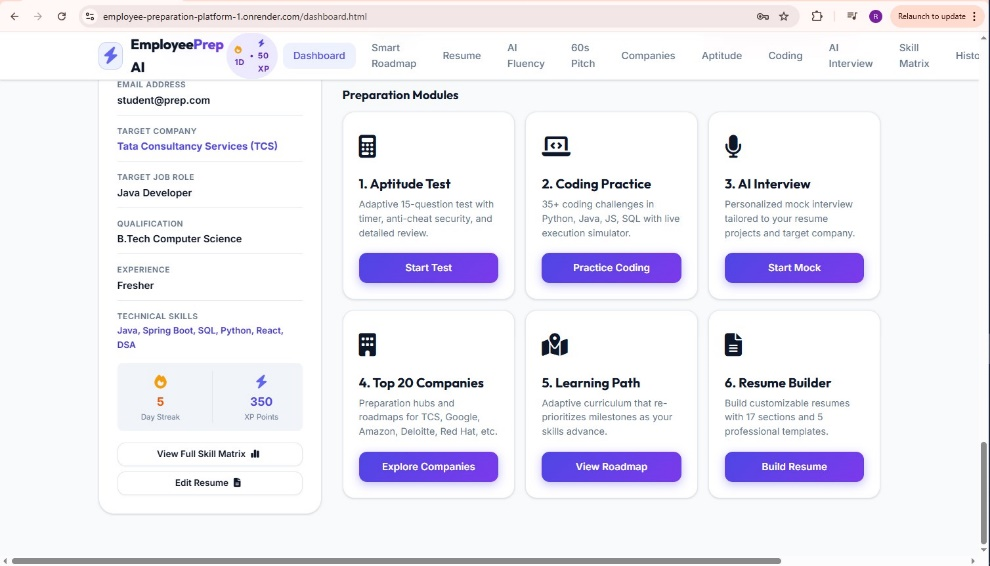 employee-preparation-platform-1.onrender.com/dashboard.html
R
Relaunch to update
EmployeePrep
AI
1D • 50
XP
Dashboard
Smart
Roadmap
Resume
AI
Fluency
60s
Pitch
Companies
Aptitude
Coding
AI
Interview
Skill
Matrix
Histo
EMAIL ADDRESS
student@prep.com
TARGET COMPANY
Tata Consultancy Services (TCS)
TARGET JOB ROLE
Java Developer
QUALIFICATION
B.Tech Computer Science
EXPERIENCE
Fresher
TECHNICAL SKILLS
Java, Spring Boot, SQL, Python, React,
DSA
5
Day Streak
350
XP Points
View Full Skill Matrix
Edit Resume
Preparation Modules
1. Aptitude Test
Adaptive 15-question test with
timer, anti-cheat security, and
detailed review.
Start Test
2. Coding Practice
35+ coding challenges in
Python, Java, JS, SQL with live
execution simulator.
Practice Coding
3. AI Interview
Personalized mock interview
tailored to your resume
projects and target company.
Start Mock
4. Top 20 Companies
Preparation hubs and
roadmaps for TCS, Google,
Amazon, Deloitte, Red Hat, etc.
Explore Companies
5. Learning Path
Adaptive curriculum that re-
prioritizes milestones as your
skills advance.
View Roadmap
6. Resume Builder
Build customizable resumes
with 17 sections and 5
professional templates.
Build Resume